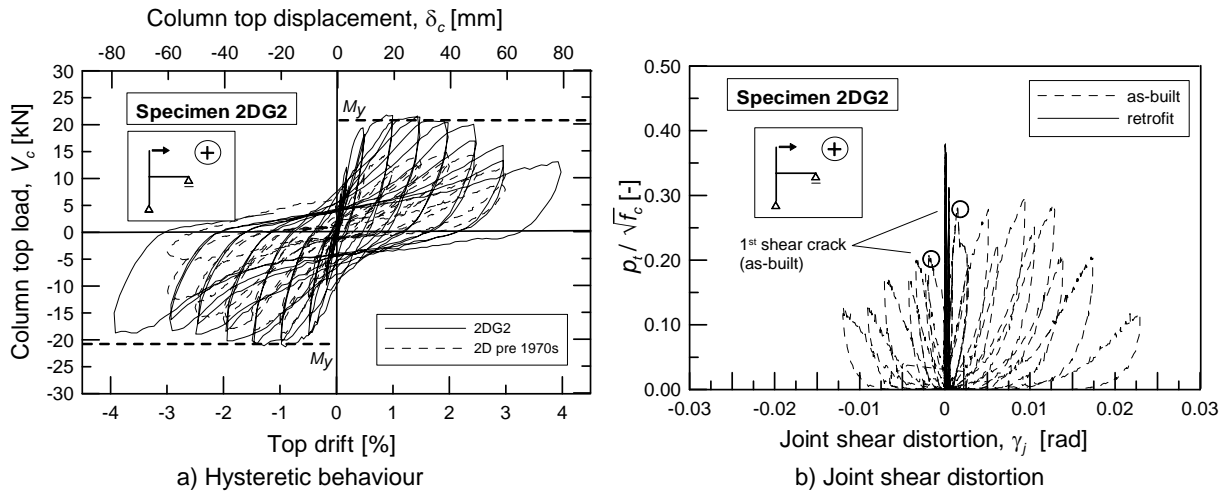 Column top displacement, δc [mm]
-80 -60 -40 -20 0 20 40 60 80
Column top load, Vc [kN]
30
25
20
15
10
5
0
-5
-10
-15
-20
-25
-30
Specimen 2DG2
My
My
2DG2
2D pre 1970s
-4 -3 -2 -1 0 1 2 3 4
Top drift [%]
a) Hysteretic behaviour
pt / √fc [-]
0.50
0.40
0.30
0.20
0.10
0.00
Specimen 2DG2
as-built
retrofit
1st shear crack
(as-built)
-0.03 -0.02 -0.01 0 0.01 0.02 0.03
Joint shear distortion, γj [rad]
b) Joint shear distortion